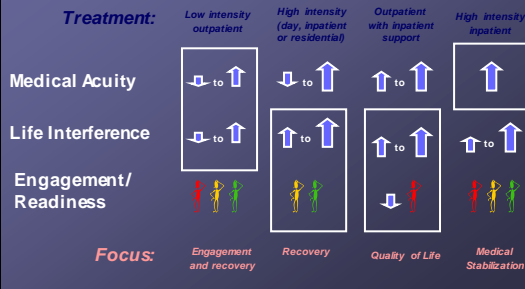 Treatment: Low intensity outpatient High intensity (day, inpatient or residential) Outpatient with inpatient support High intensity inpatient
Medical Acuity to to to
Life Interference to to to to
Engagement/
Readiness
Focus: Engagement and recovery Recovery Quality of Life Medical Stabilization